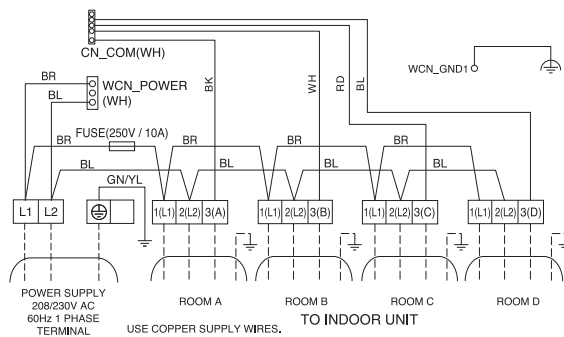 CN_COM(WH)
BR
WCN_POWER
(WH)
BL
BK
WH
RD
BL
WCN_GND1
FUSE(250V / 10A)
BR
BR
BR
BR
BL
BL
BL
BL
GN/YL
L1 L2
1(L1) 2(L2) 3(A)
1(L1) 2(L2) 3(B)
1(L1) 2(L2) 3(C)
1(L1) 2(L2) 3(D)
POWER SUPPLY
208/230V AC
60Hz 1 PHASE
TERMINAL
ROOM A
ROOM B
ROOM C
ROOM D
USE COPPER SUPPLY WIRES.
TO INDOOR UNIT